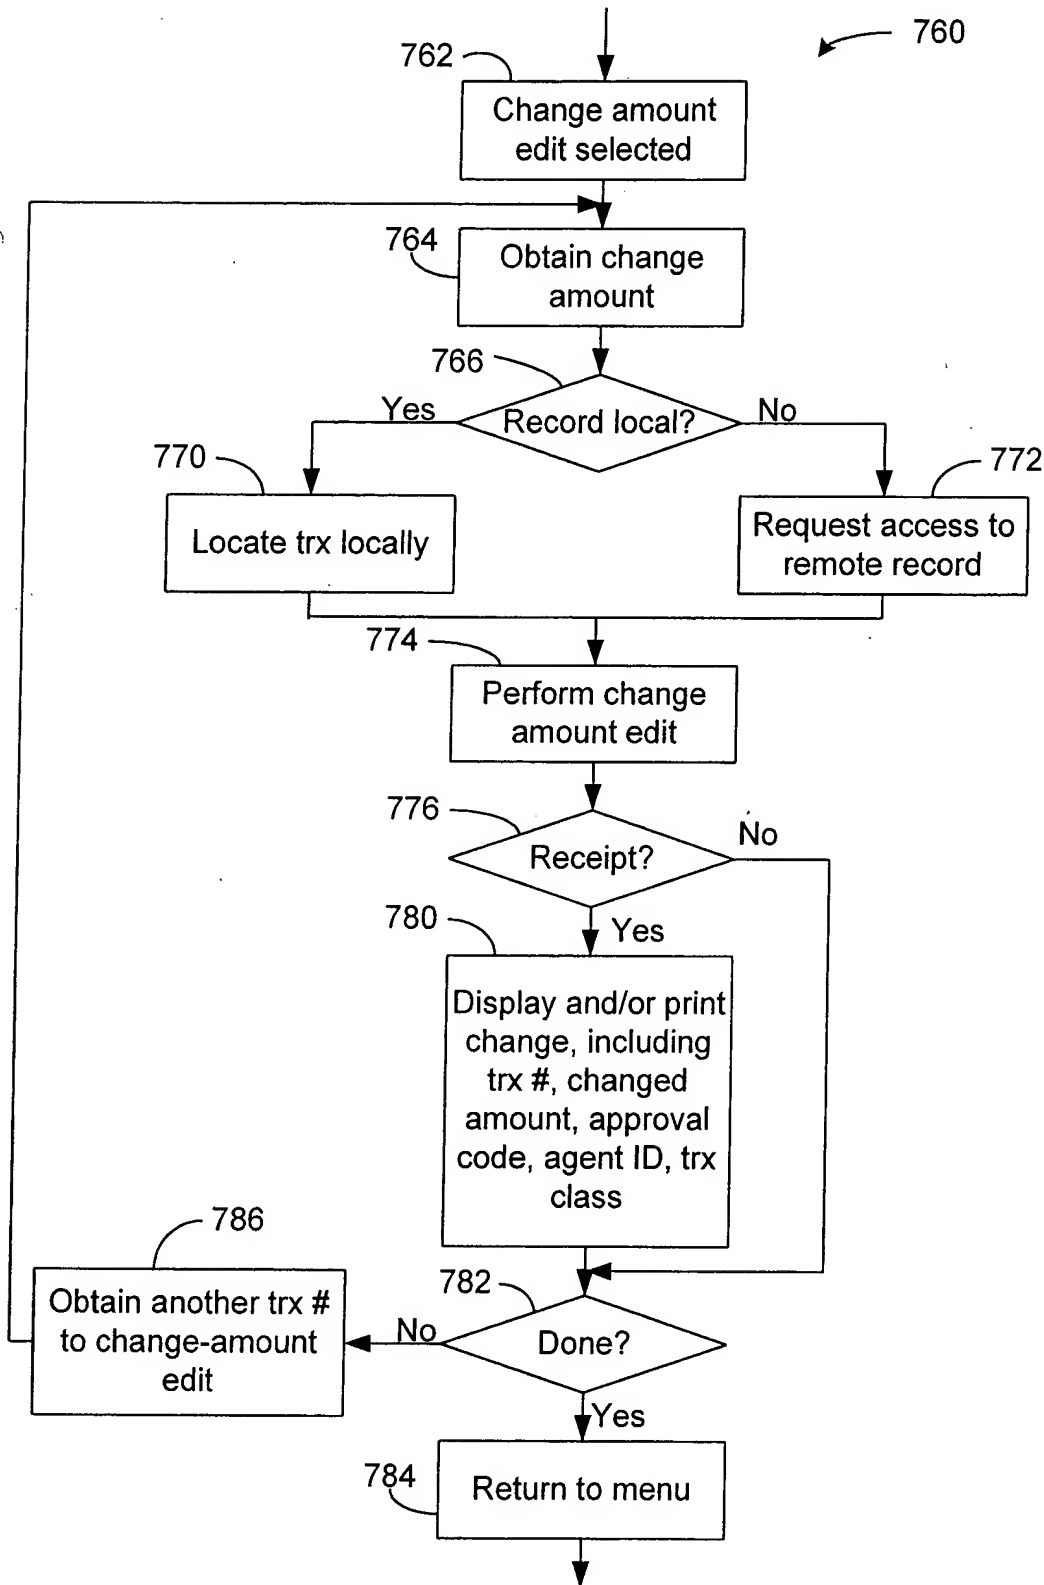 760
762
Change amount
edit selected
764
Obtain change
amount
766
Yes
Record local?
No
770
772
Locate trx locally
Request access to
remote record
774
Perform change
amount edit
776
No
Receipt?
780
Yes
Display and/or print
change, including
trx #, changed
amount, approval
code, agent ID, trx
class
786
782
Obtain another trx #
to change-amount
edit
No
Done?
Yes
784
Return to menu